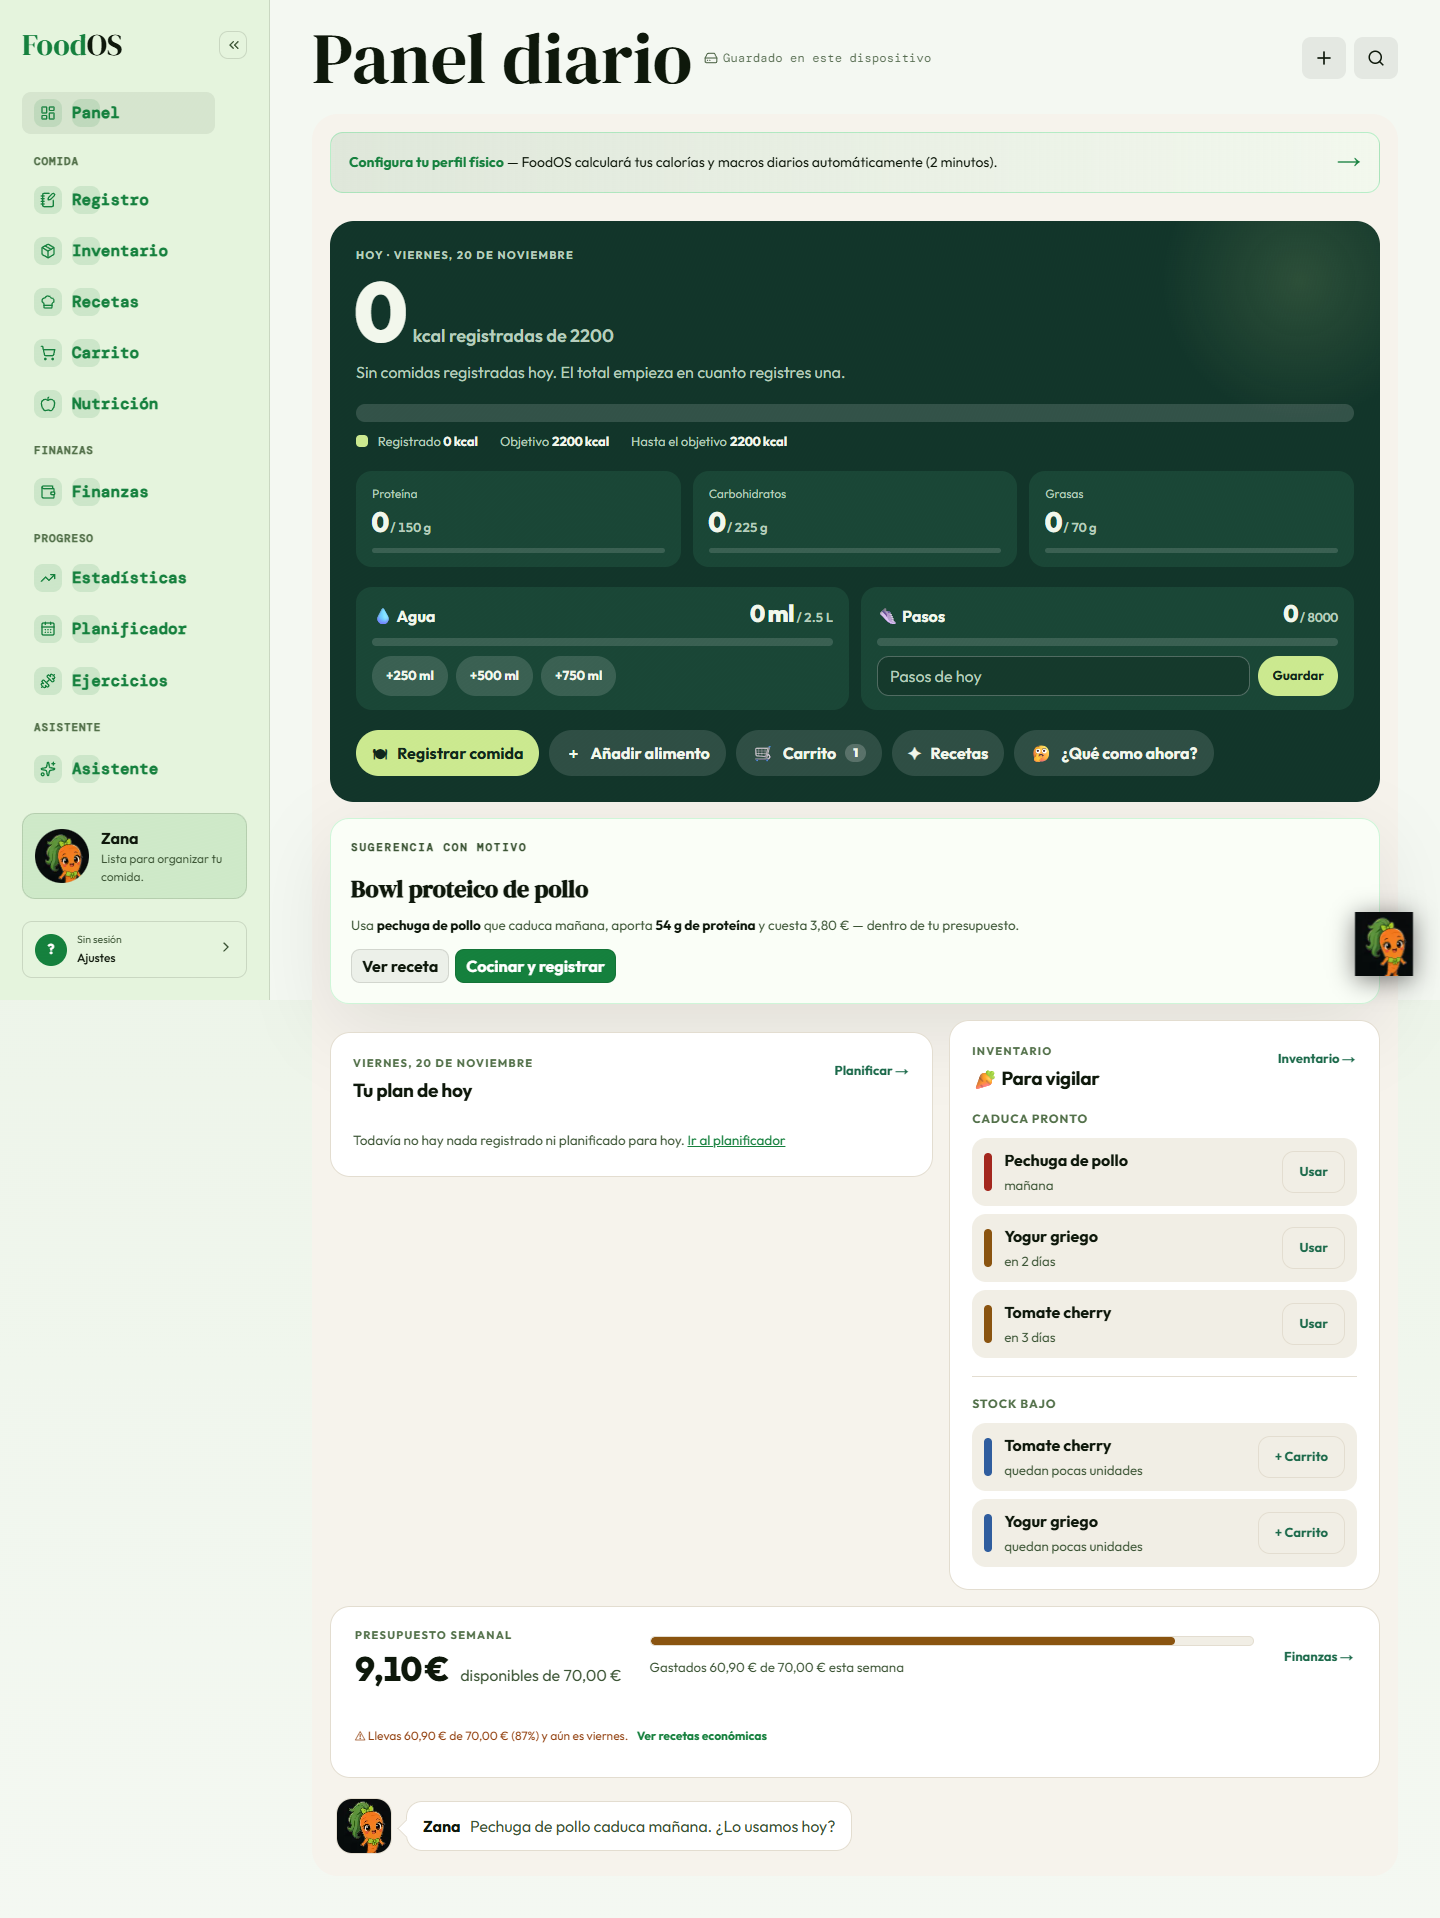 FoodOS
Panel
COMIDA
Registro
Inventario
Recetas
Carrito
Nutrición
FINANZAS
Finanzas
PROGRESO
Estadísticas
Planificador
Ejercicios
ASISTENTE
Asistente
Zana
Lista para organizar tu
comida.
?
Sin sesión
Ajustes
Panel diario
Guardado en este dispositivo
Configura tu perfil físico — FoodOS calculará tus calorías y macros diarios automáticamente (2 minutos). →
HOY · VIERNES, 20 DE NOVIEMBRE
0 kcal registradas de 2200
Sin comidas registradas hoy. El total empieza en cuanto registres una.
Registrado 0 kcal Objetivo 2200 kcal Hasta el objetivo 2200 kcal
Proteína
0 / 150 g
Carbohidratos
0 / 225 g
Grasas
0 / 70 g
💧 Agua 0 ml / 2.5 L
+250 ml +500 ml +750 ml
Pasos 0 / 8000
Pasos de hoy Guardar
🍽 Registrar comida + Añadir alimento 🛒 Carrito 1 ✦ Recetas 🤔 ¿Qué como ahora?
SUGERENCIA CON MOTIVO
Bowl proteico de pollo
Usa pechuga de pollo que caduca mañana, aporta 54 g de proteína y cuesta 3,80 € — dentro de tu presupuesto.
Ver receta Cocinar y registrar
VIERNES, 20 DE NOVIEMBRE
Tu plan de hoy
Planificar →
Todavía no hay nada registrado ni planificado para hoy. Ir al planificador
INVENTARIO
Para vigilar
Inventario →
CADUCA PRONTO
Pechuga de pollo
mañana
Usar
Yogur griego
en 2 días
Usar
Tomate cherry
en 3 días
Usar
STOCK BAJO
Tomate cherry
quedan pocas unidades
+ Carrito
Yogur griego
quedan pocas unidades
+ Carrito
PRESUPUESTO SEMANAL
9,10 € disponibles de 70,00 €
Gastados 60,90 € de 70,00 € esta semana
Finanzas →
⚠ Llevas 60,90 € de 70,00 € (87%) y aún es viernes. Ver recetas económicas
Zana Pechuga de pollo caduca mañana. ¿Lo usamos hoy?